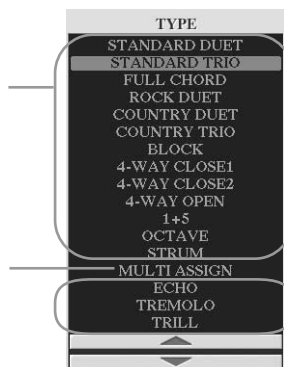 TYPE
STANDARD DUET
STANDARD TRIO
FULL CHORD
ROCK DUET
COUNTRY DUET
COUNTRY TRIO
BLOCK
4-WAY CLOSE1
4-WAY CLOSE2
4-WAY OPEN
1+5
OCTAVE
STRUM
MULTI ASSIGN
ECHO
TREMOLO
TRILL